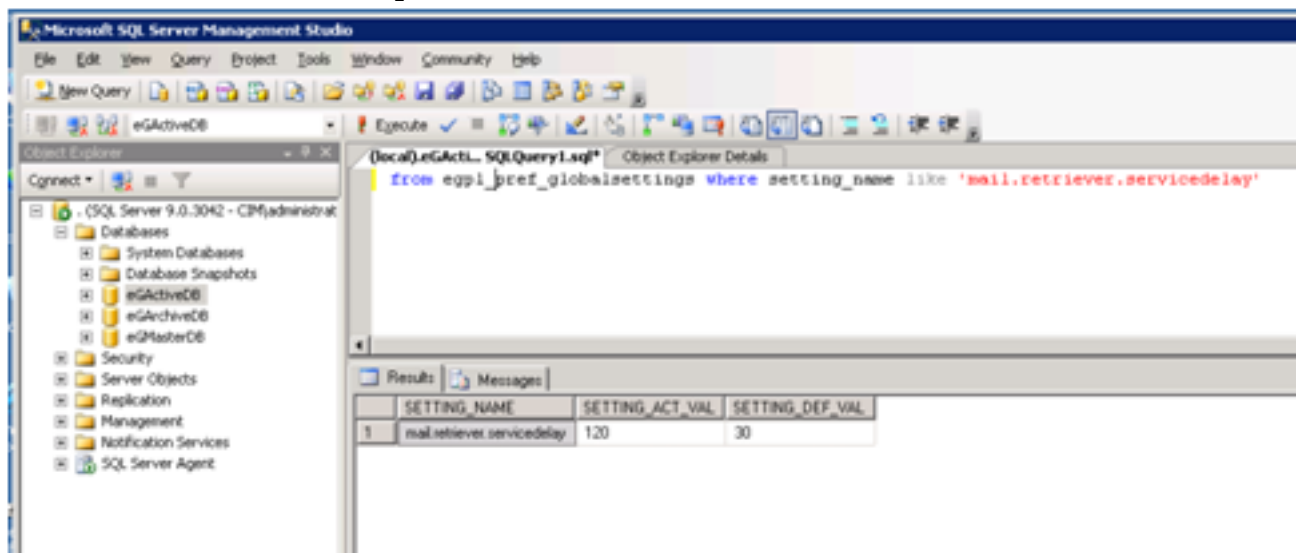 Microsoft SQL Server Management Studio
File Edit View Query Project Tools Window Community Help
New Query
eGActiveDB Execute
Object Explorer
(local).eGActi... SQLQuery1.sql* Object Explorer Details
Connect
from egpl_pref_globalsettings where setting_name like 'mail.retriever.servicedelay'
. (SQL Server 9.0.3042 - CIM\administrat
Databases
System Databases
Database Snapshots
eGActiveDB
eGArchiveDB
eGMasterDB
Security
Server Objects
Replication
Management
Notification Services
SQL Server Agent
Results Messages
SETTING_NAME SETTING_ACT_VAL SETTING_DEF_VAL
1 mail.retriever.servicedelay 120 30